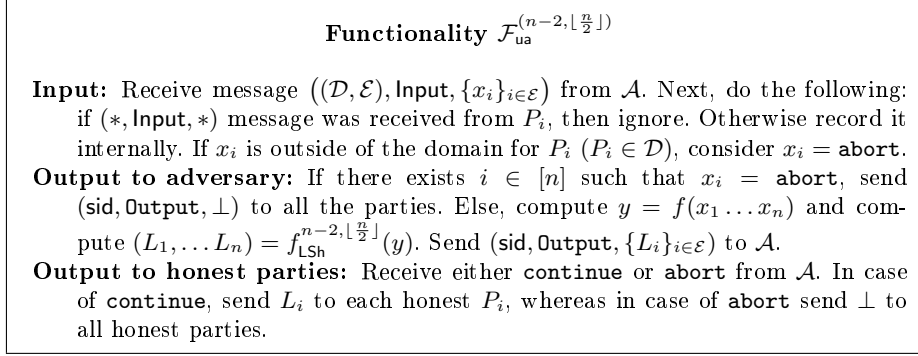 Functionality $\mathcal{F}_{\mathsf{ua}}^{(n-2,\lfloor\frac{n}{2}\rfloor)}$
Input: Receive message $((\mathcal{D}, \mathcal{E}), \mathsf{Input}, \{x_i\}_{i\in\mathcal{E}})$ from $\mathcal{A}$. Next, do the following:
if $(*, \mathsf{Input}, *)$ message was received from $P_i$, then ignore. Otherwise record it
internally. If $x_i$ is outside of the domain for $P_i$ ($P_i \in \mathcal{D}$), consider $x_i = \mathtt{abort}$.
Output to adversary: If there exists $i \in [n]$ such that $x_i = \mathtt{abort}$, send
$(\mathsf{sid}, \mathtt{Output}, \bot)$ to all the parties. Else, compute $y = f(x_1 \ldots x_n)$ and com-
pute $(L_1, \ldots L_n) = f_{\mathsf{LSh}}^{n-2,\lfloor\frac{n}{2}\rfloor}(y)$. Send $(\mathsf{sid}, \mathtt{Output}, \{L_i\}_{i\in\mathcal{E}})$ to $\mathcal{A}$.
Output to honest parties: Receive either continue or abort from $\mathcal{A}$. In case
of continue, send $L_i$ to each honest $P_i$, whereas in case of abort send $\bot$ to
all honest parties.